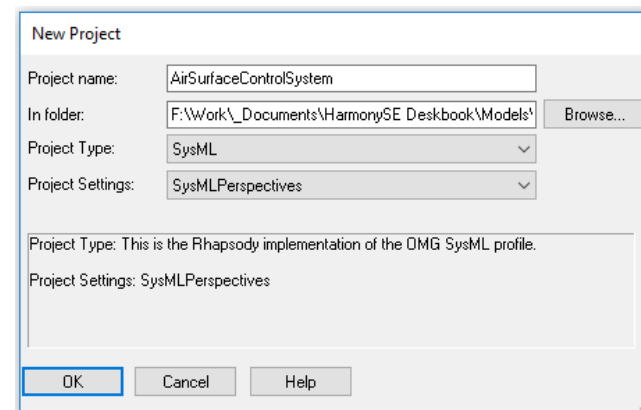 New Project
Project name: AirSurfaceControlSystem
In folder: F:\Work\_Documents\HarmonySE Deskbook\Models\ Browse...
Project Type: SysML
Project Settings: SysMLPerspectives
Project Type: This is the Rhapsody implementation of the OMG SysML profile.
Project Settings: SysMLPerspectives
OK Cancel Help